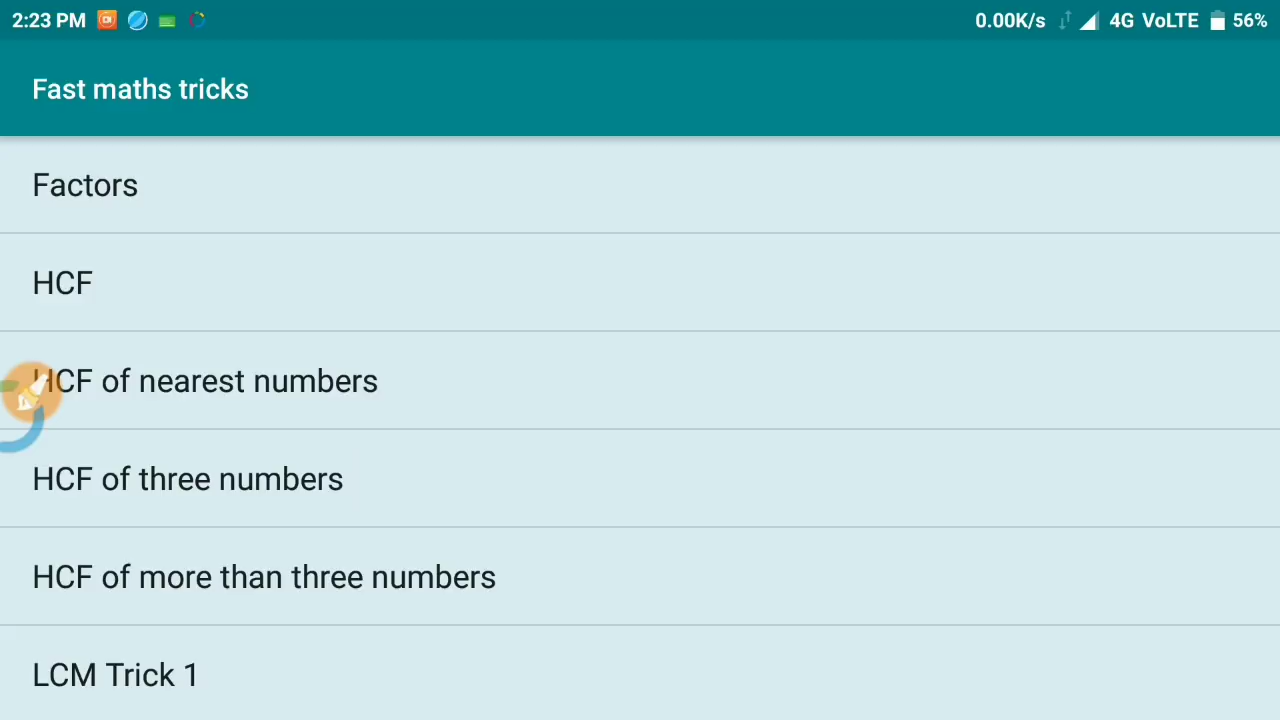 2:23 PM 0.00K/s 4G VoLTE 56%
Fast maths tricks
Factors
HCF
HCF of nearest numbers
HCF of three numbers
HCF of more than three numbers
LCM Trick 1